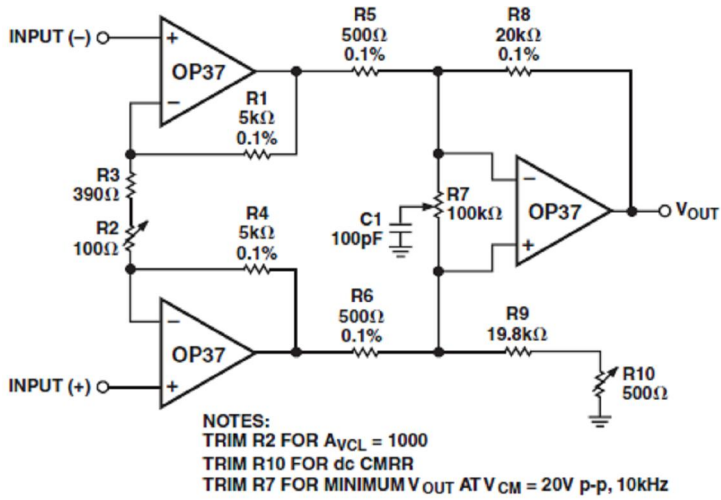 INPUT (–)
+
OP37
–
R1
5kΩ
0.1%
R5
500Ω
0.1%
R8
20kΩ
0.1%
R3
390Ω
R2
100Ω
R4
5kΩ
0.1%
C1
100pF
R7
100kΩ
–
OP37
+
VOUT
–
OP37
+
INPUT (+)
R6
500Ω
0.1%
R9
19.8kΩ
R10
500Ω
NOTES:
TRIM R2 FOR AVCL = 1000
TRIM R10 FOR dc CMRR
TRIM R7 FOR MINIMUM VOUT AT VCM = 20V p-p, 10kHz